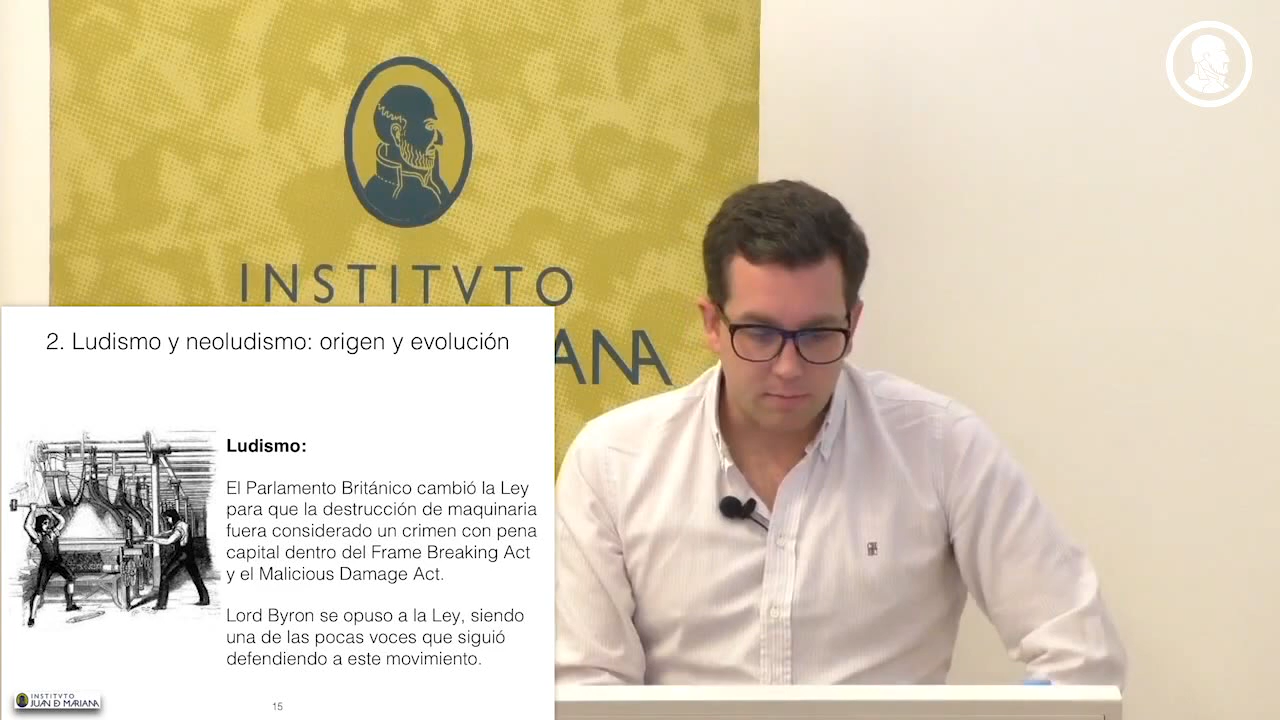 INSTITVTO
ANA
2. Ludismo y neoludismo: origen y evolución
Ludismo:
El Parlamento Británico cambió la Ley
para que la destrucción de maquinaria
fuera considerado un crimen con pena
capital dentro del Frame Breaking Act
y el Malicious Damage Act.
Lord Byron se opuso a la Ley, siendo
una de las pocas voces que siguió
defendiendo a este movimiento.
INSTITVTO
JUAN DE MARIANA
15